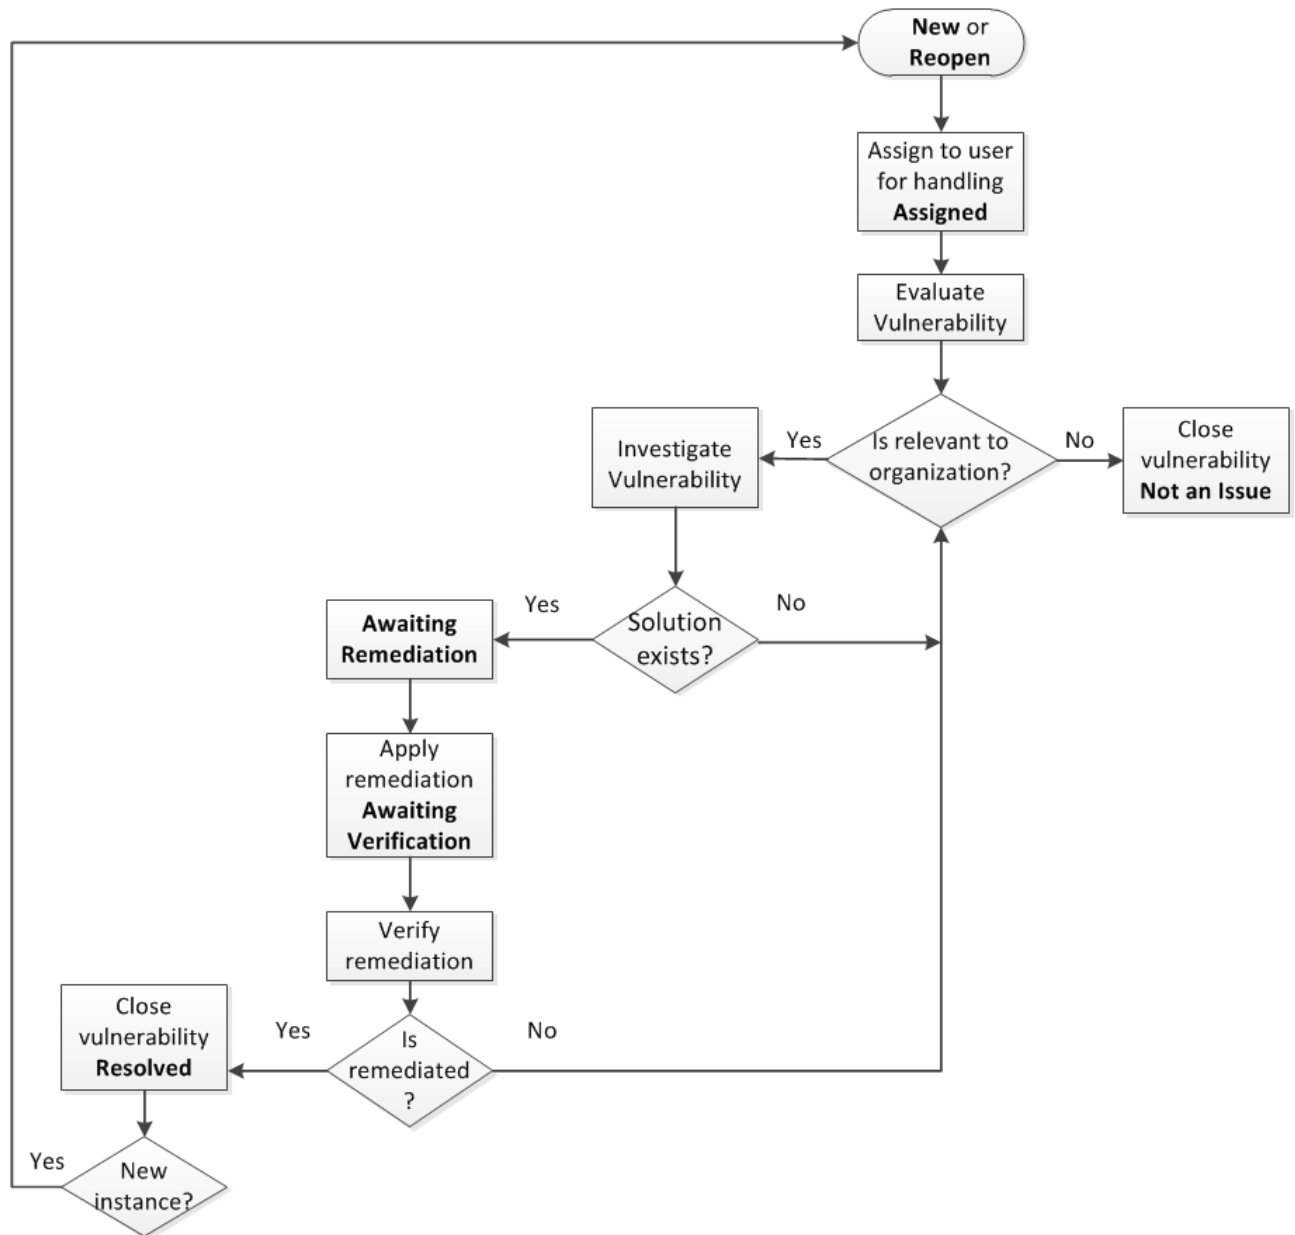 New or
Reopen
Assign to user
for handling
Assigned
Evaluate
Vulnerability
Is relevant to
organization?
Yes
No
Investigate
Vulnerability
Close
vulnerability
Not an Issue
Solution
exists?
Yes
No
Awaiting
Remediation
Apply
remediation
Awaiting
Verification
Verify
remediation
Is
remediated
?
Yes
No
Close
vulnerability
Resolved
New
instance?
Yes